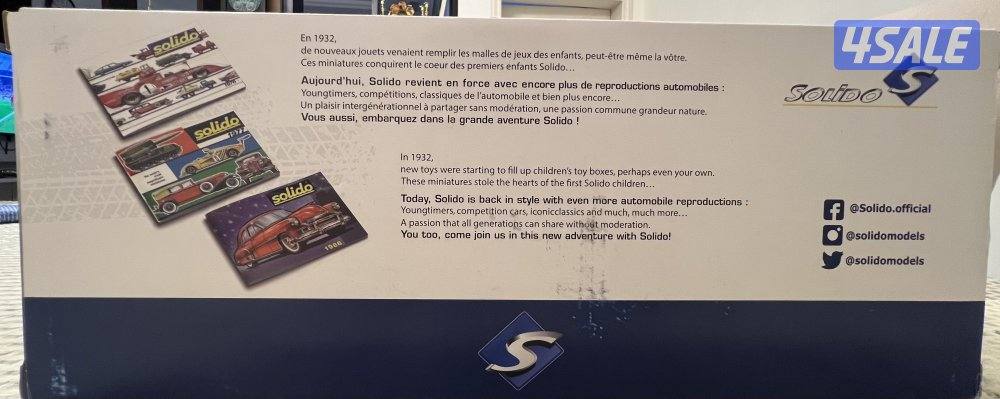 4SALE
En 1932,
de nouveaux jouets venaient remplir les malles de jeux des enfants, peut-être même la vôtre.
Ces miniatures conquirent le coeur des premiers enfants Solido...
Aujourd'hui, Solido revient en force avec encore plus de reproductions automobiles :
Youngtimers, compétitions, classiques de l'automobile et bien plus encore...
Un plaisir intergénérationnel à partager sans modération, une passion commune grandeur nature.
Vous aussi, embarquez dans la grande aventure Solido !
SOLIDO S
In 1932,
new toys were starting to fill up children's toy boxes, perhaps even your own.
These miniatures stole the hearts of the first Solido children...
Today, Solido is back in style with even more automobile reproductions :
Youngtimers, competition cars, iconicclassics and much, much more...
A passion that all generations can share without moderation.
You too, come join us in this new adventure with Solido!
@Solido.official
@solidomodels
@solidomodels
solido
solido
1977
solido
1966
S